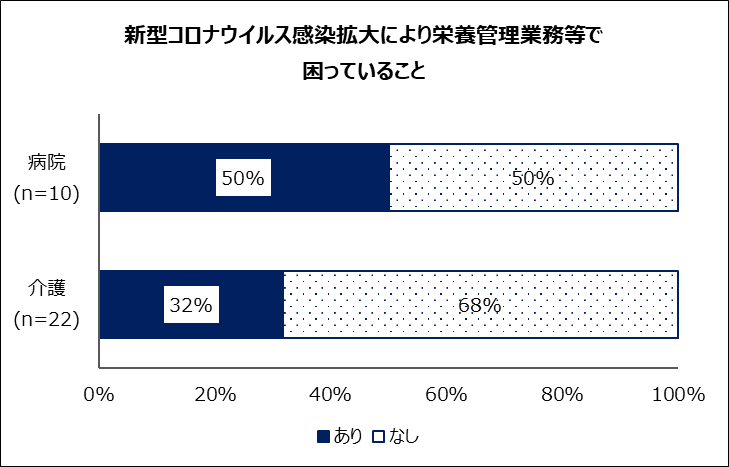 新型コロナウイルス感染拡大により栄養管理業務等で
困っていること
病院
(n=10)
50%
50%
介護
(n=22)
32%
68%
0%
20%
40%
60%
80%
100%
あり
なし